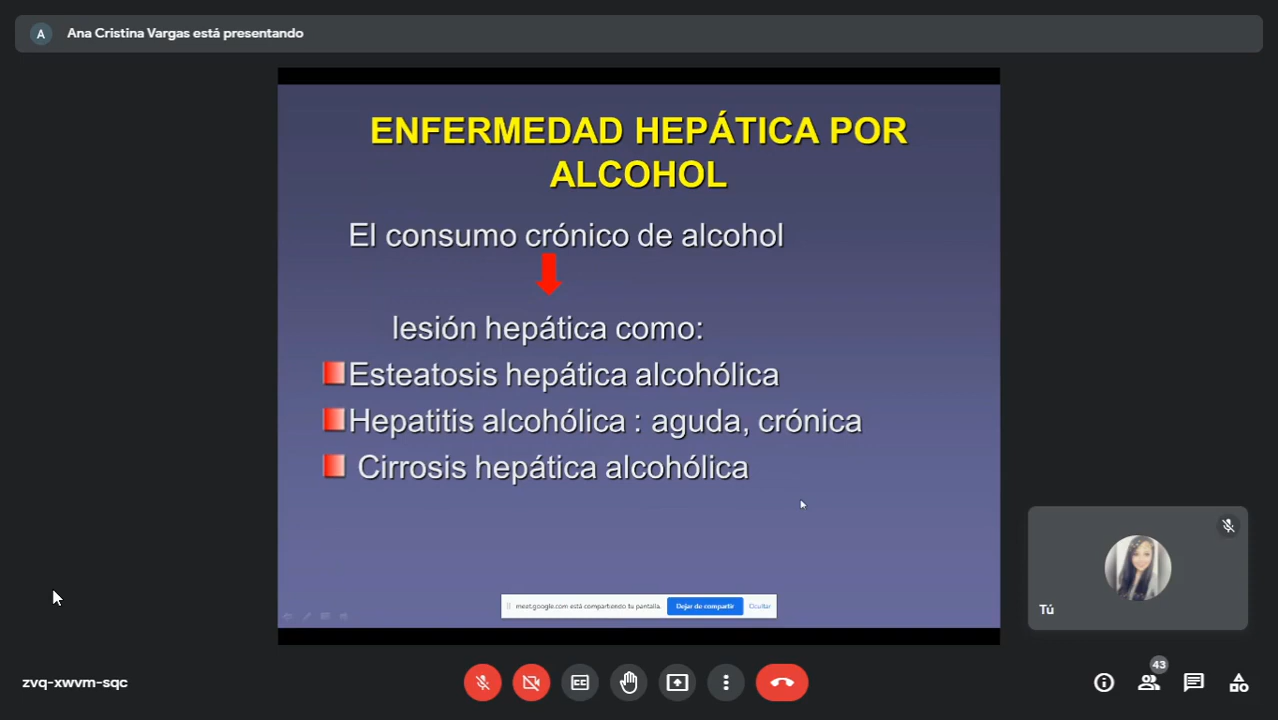 A
Ana Cristina Vargas está presentando
ENFERMEDAD HEPÁTICA POR
ALCOHOL
El consumo crónico de alcohol
lesión hepática como:
Esteatosis hepática alcohólica
Hepatitis alcohólica : aguda, crónica
Cirrosis hepática alcohólica
meet.google.com está compartiendo tu pantalla.
Dejar de compartir
Ocultar
Tú
zvq-xwvm-sqc
CC
43